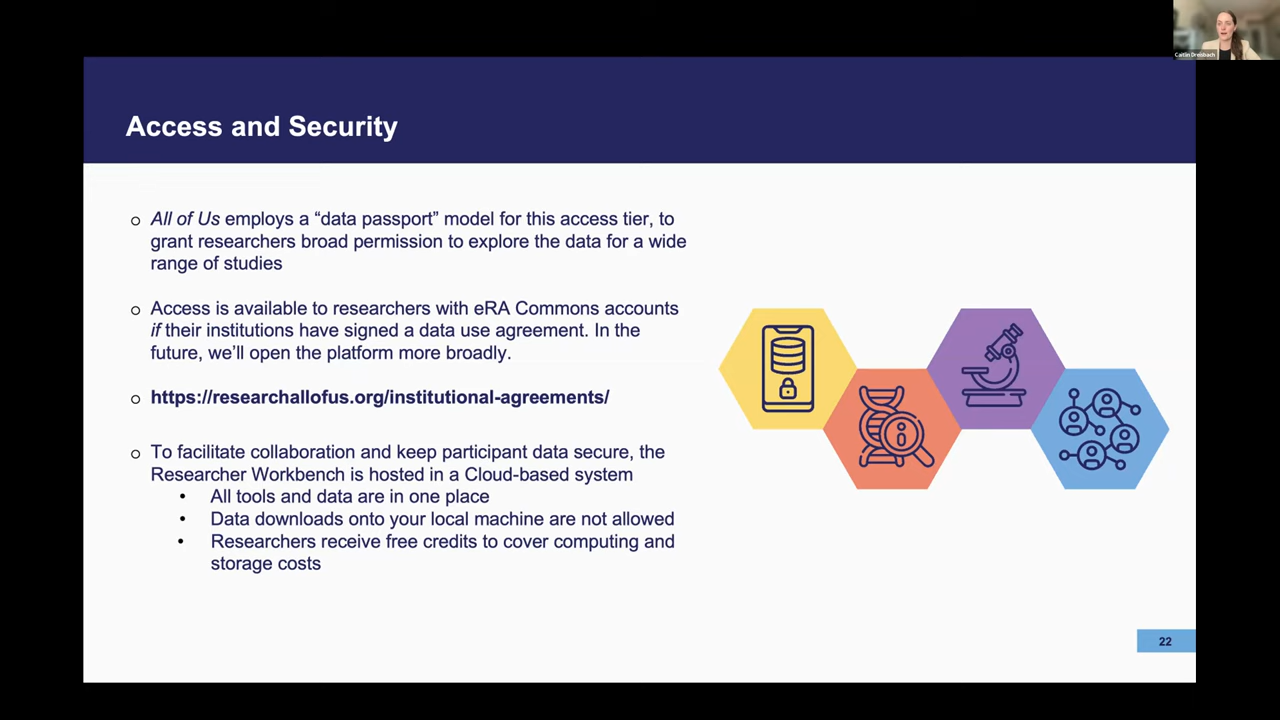 Caitlin Dreisbach
Access and Security
o All of Us employs a “data passport” model for this access tier, to
grant researchers broad permission to explore the data for a wide
range of studies
o Access is available to researchers with eRA Commons accounts
if their institutions have signed a data use agreement. In the
future, we’ll open the platform more broadly.
o https://researchallofus.org/institutional-agreements/
o To facilitate collaboration and keep participant data secure, the
Researcher Workbench is hosted in a Cloud-based system
• All tools and data are in one place
• Data downloads onto your local machine are not allowed
• Researchers receive free credits to cover computing and
storage costs
22